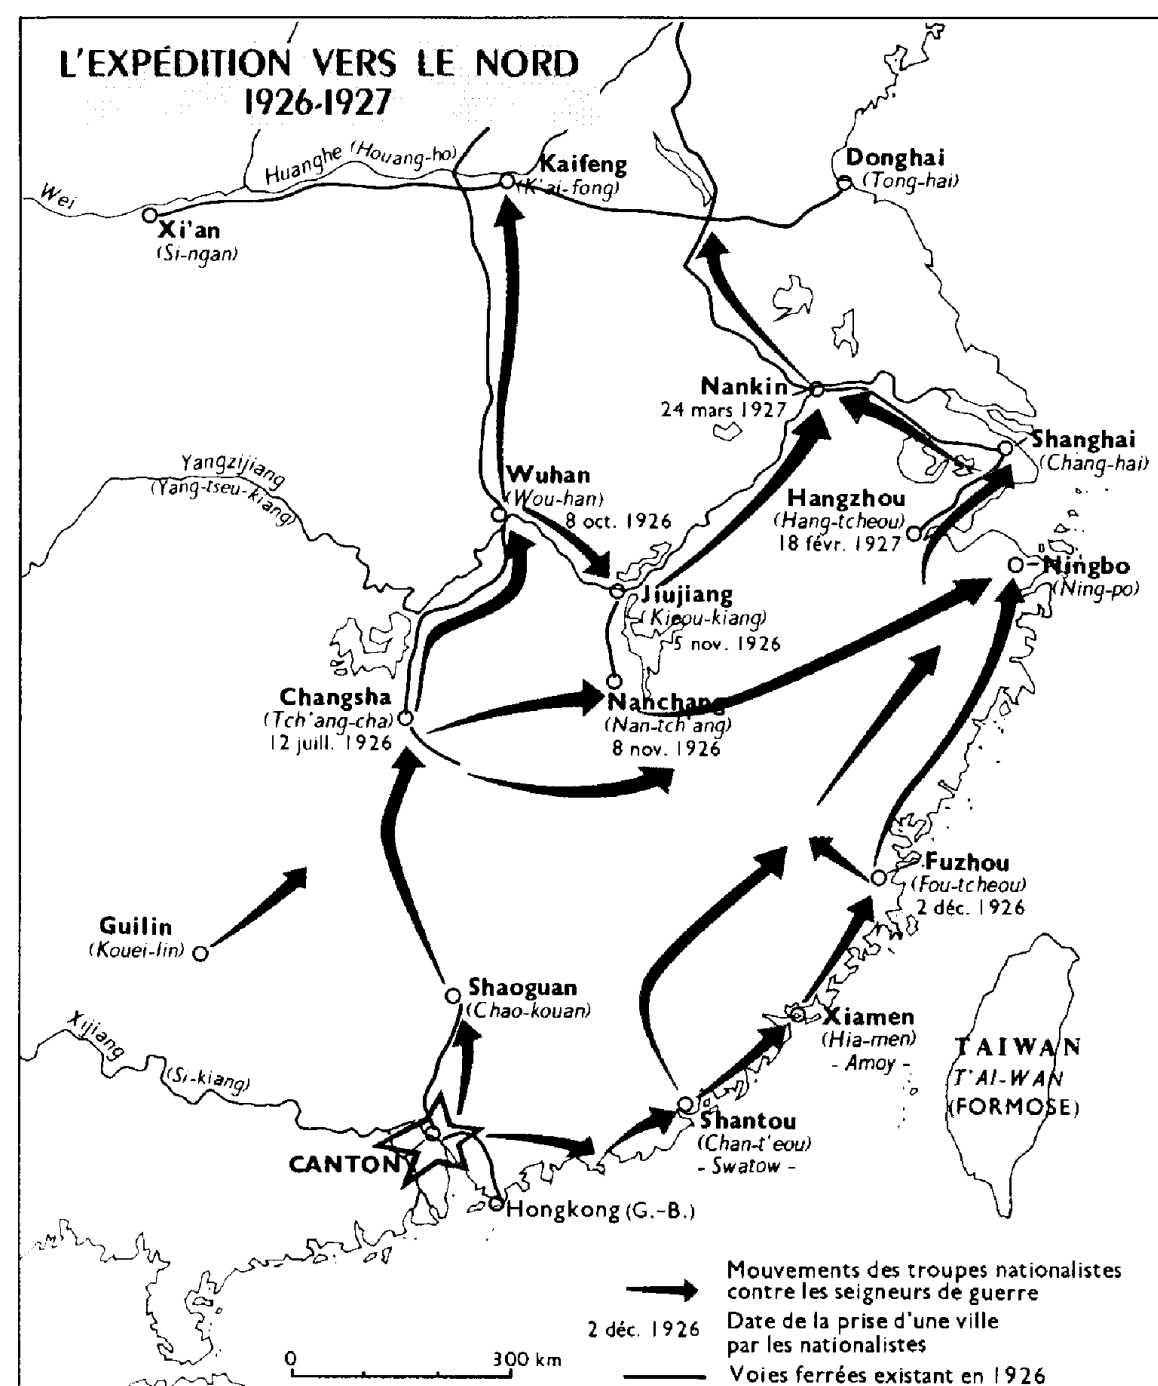 L'EXPÉDITION VERS LE NORD
1926-1927
Huanghe (Houang-ho)
Wei
Kaifeng
(K'ai-fong)
Donghai
(Tong-hai)
Xi'an
(Si-ngan)
Nankin
24 mars 1927
Shanghai
(Chang-hai)
Yangzijiang
(Yang-tseu-kiang)
Wuhan
(Wou-han)
8 oct. 1926
Hangzhou
(Hang-tcheou)
18 févr. 1927
Ningbo
(Ning-po)
Jiujiang
(Kieou-kiang)
5 nov. 1926
Changsha
(Tch'ang-cha)
12 juill. 1926
Nanchang
(Nan-tch'ang)
8 nov. 1926
Fuzhou
(Fou-tcheou)
2 déc. 1926
Guilin
(Kouei-lin)
Shaoguan
(Chao-kouan)
Xiamen
(Hia-men)
- Amoy -
Xijiang
(Si-kiang)
TAIWAN
T'AI-WAN
(FORMOSE)
Shantou
(Chan-t'eou)
- Swatow -
CANTON
Hongkong (G.-B.)
Mouvements des troupes nationalistes
contre les seigneurs de guerre
2 déc. 1926 Date de la prise d'une ville
par les nationalistes
0 300 km
Voies ferrées existant en 1926